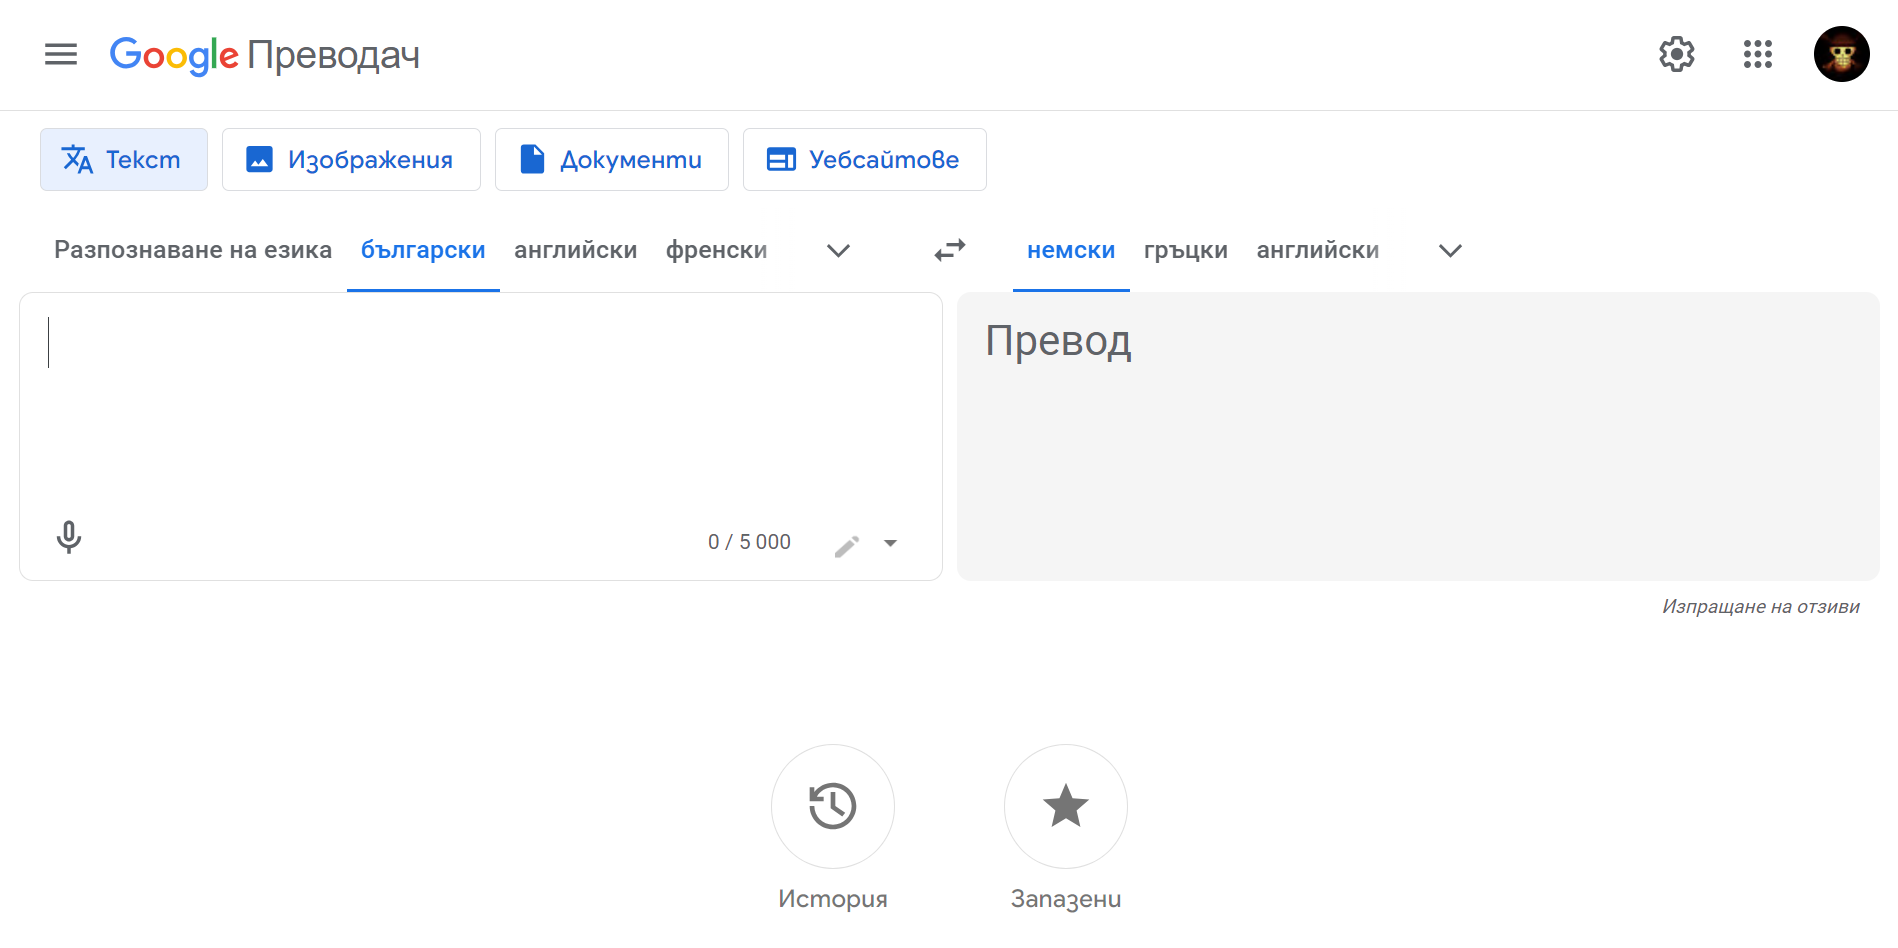 Google Преводач
Текст Изображения Документи Уебсайтове
Разпознаване на езика български английски френски немски гръцки английски
Превод
0 / 5 000
Изпращане на отзиви
История Запазени